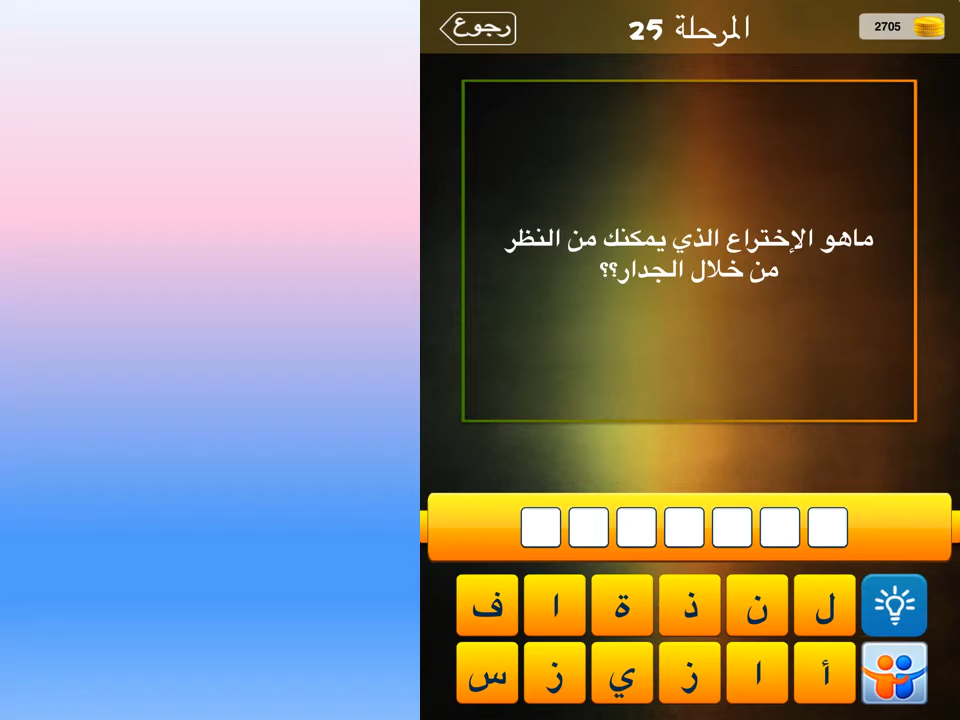 رجوع
المرحلة 25
2705
ماهو الإختراع الذي يمكنك من النظر
من خلال الجدار؟؟
ل ن ذ ة ا ف
أ ا ز ي ز س